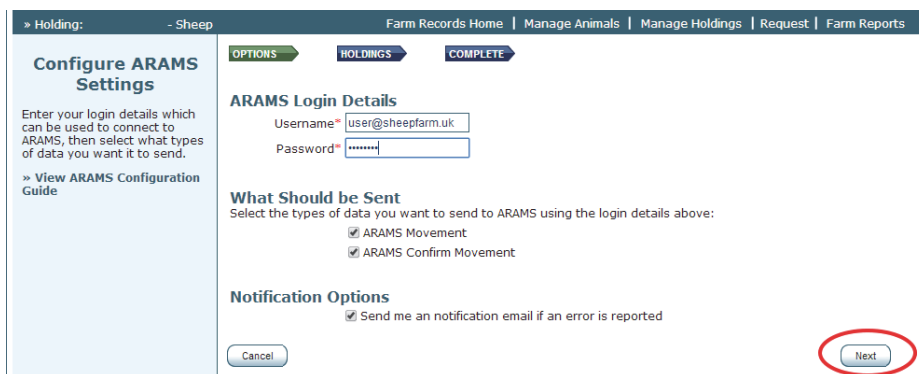 » Holding: - Sheep
Farm Records Home | Manage Animals | Manage Holdings | Request | Farm Reports
Configure ARAMS
Settings
Enter your login details which
can be used to connect to
ARAMS, then select what types
of data you want it to send.
» View ARAMS Configuration
Guide
OPTIONS HOLDINGS COMPLETE
ARAMS Login Details
Username* user@sheepfarm.uk
Password* ••••••••
What Should be Sent
Select the types of data you want to send to ARAMS using the login details above:
ARAMS Movement
ARAMS Confirm Movement
Notification Options
Send me an notification email if an error is reported
Cancel Next